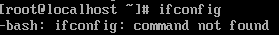 [root@localhost ~]# ifconfig
-bash: ifconfig: command not found